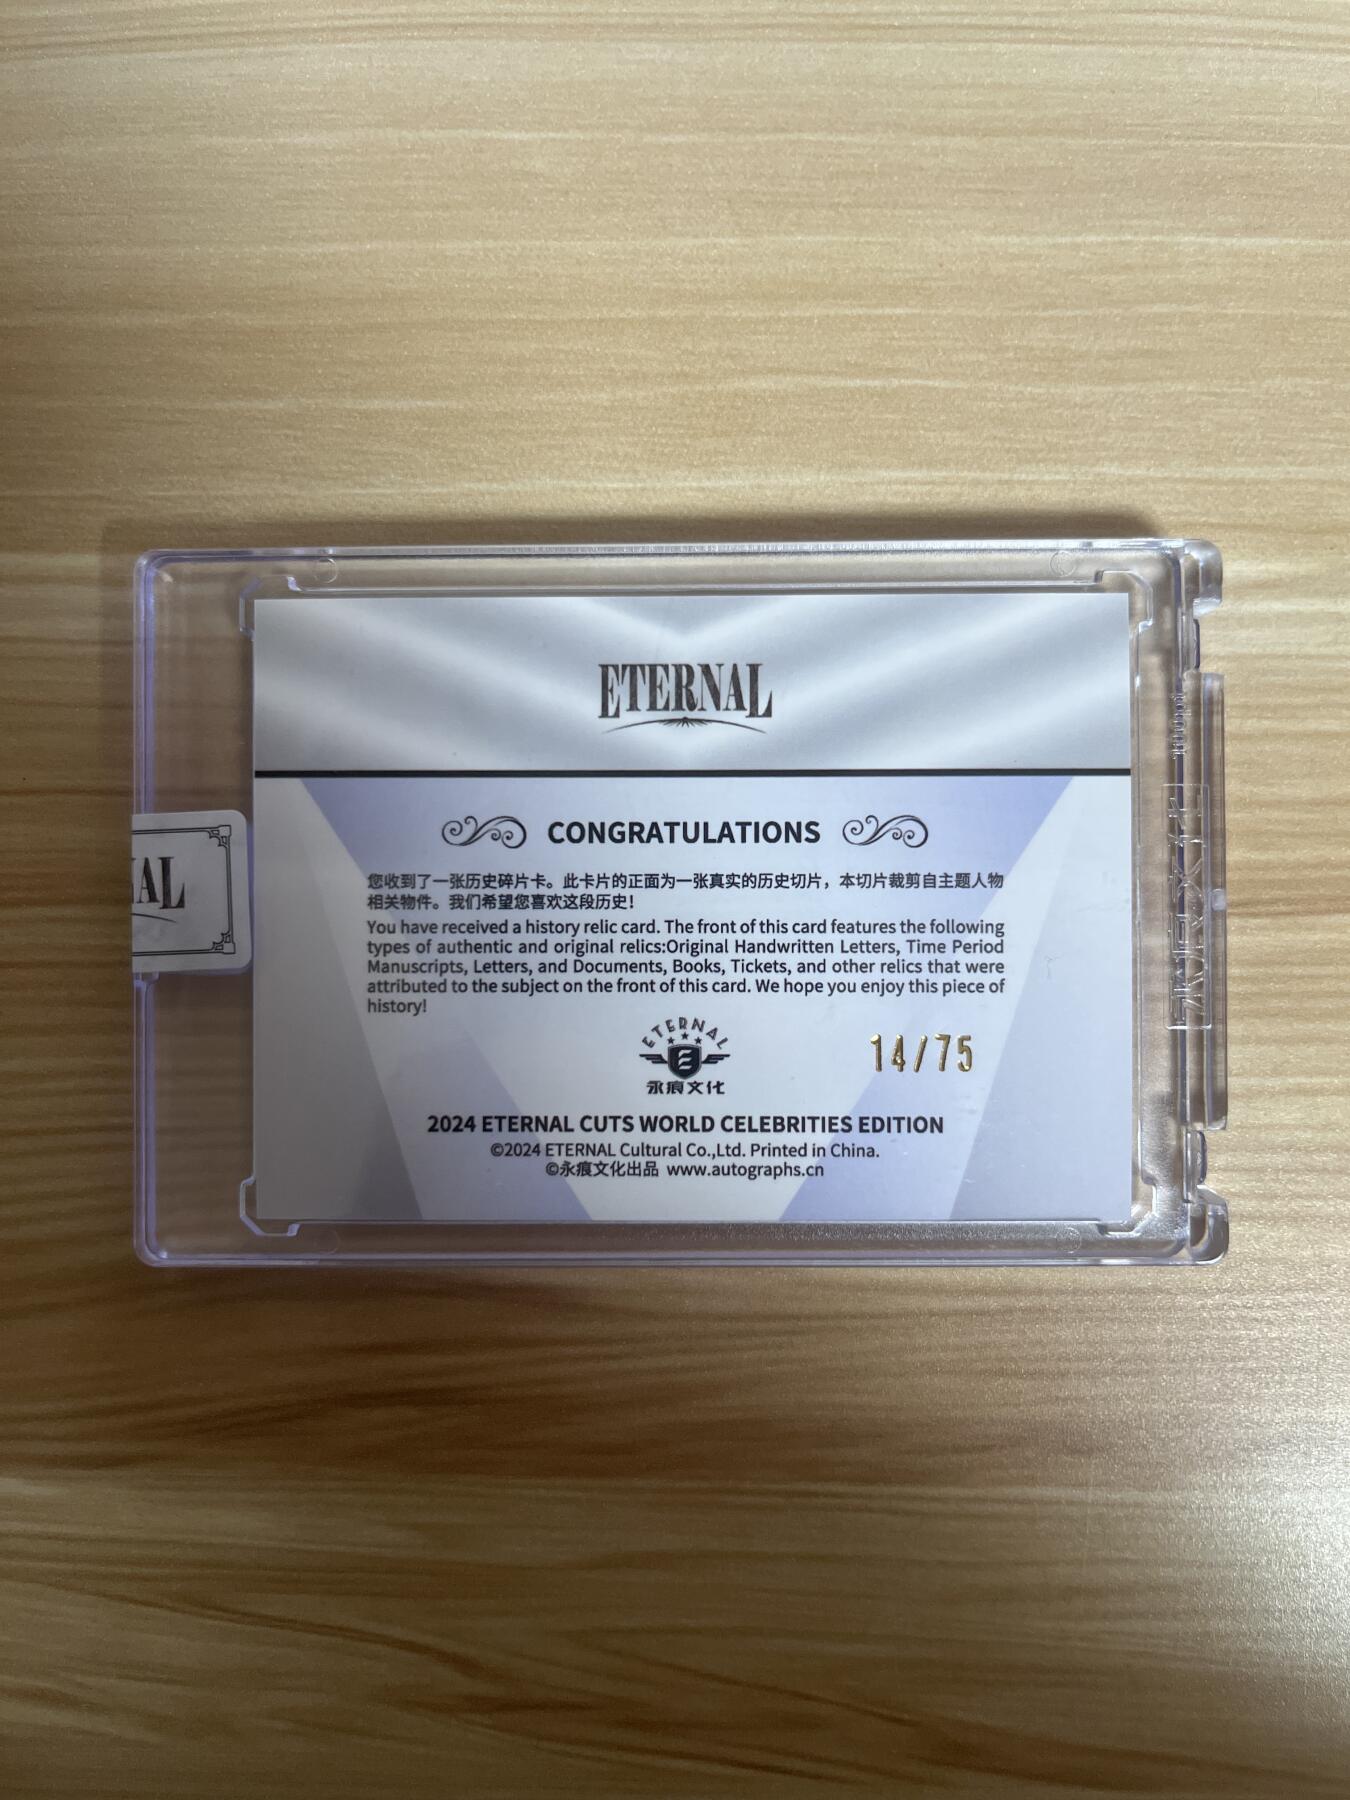 ETERNAL
CONGRATULATIONS
您收到了一张历史碎片卡。此卡片的正面为一张真实的历史切片，本切片裁剪自主题人物
相关物件。我们希望您喜欢这段历史！
You have received a history relic card. The front of this card features the following
types of authentic and original relics:Original Handwritten Letters, Time Period
Manuscripts, Letters, and Documents, Books, Tickets, and other relics that were
attributed to the subject on the front of this card. We hope you enjoy this piece of
history!
NAL
ETERNAL
E
永痕文化
14/75
2024 ETERNAL CUTS WORLD CELEBRITIES EDITION
©2024 ETERNAL Cultural Co.,Ltd. Printed in China.
©永痕文化出品 www.autographs.cn
永痕文化